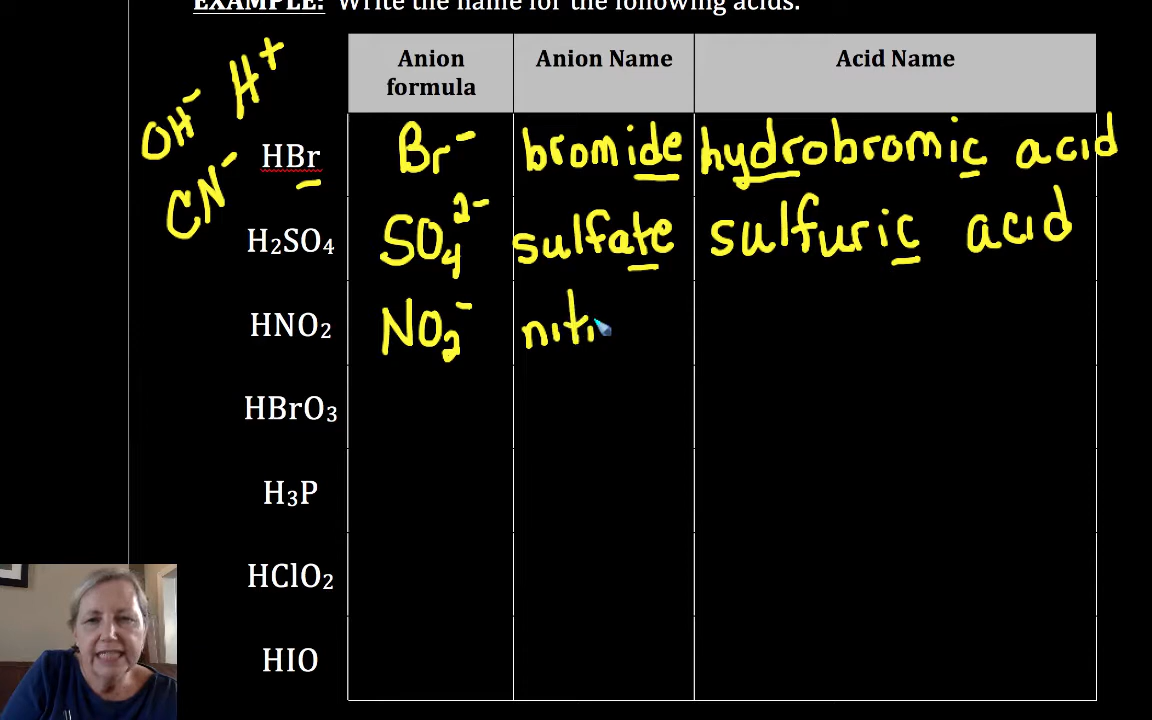 EXAMPLE: Write the name for the following acids.
Anion formula Anion Name Acid Name
OH⁻ H⁺
CN⁻
HBr Br⁻ bromide hydrobromic acid
H₂SO₄ SO₄²⁻ sulfate sulfuric acid
HNO₂ NO₂⁻
HBrO₃
H₃P
HClO₂
HIO